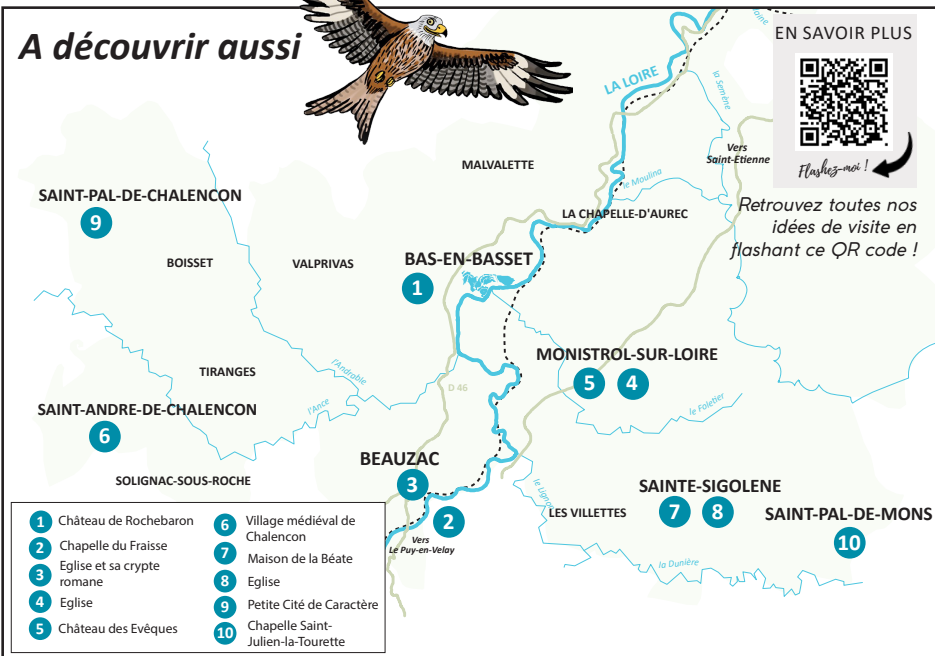 A découvrir aussi
EN SAVOIR PLUS
Flashez-moi !
Retrouvez toutes nos
idées de visite en
flashant ce QR code !
LA LOIRE
la Semène
Vers
Saint-Etienne
MALVALETTE
le Moulina
SAINT-PAL-DE-CHALENCON
9
LA CHAPELLE-D'AUREC
BOISSET
VALPRIVAS
BAS-EN-BASSET
1
MONISTROL-SUR-LOIRE
5 4
TIRANGES
l'Androble
D 46
l'Ance
le Foletier
SAINT-ANDRE-DE-CHALENCON
6
BEAUZAC
3
SOLIGNAC-SOUS-ROCHE
le Lignon
SAINTE-SIGOLENE
7 8
LES VILLETTES
SAINT-PAL-DE-MONS
10
2
Vers
Le Puy-en-Velay
la Dunière
1 Château de Rochebaron
2 Chapelle du Fraisse
3 Eglise et sa crypte
romane
4 Eglise
5 Château des Evêques
6 Village médiéval de
Chalencon
7 Maison de la Béate
8 Eglise
9 Petite Cité de Caractère
10 Chapelle Saint-
Julien-la-Tourette